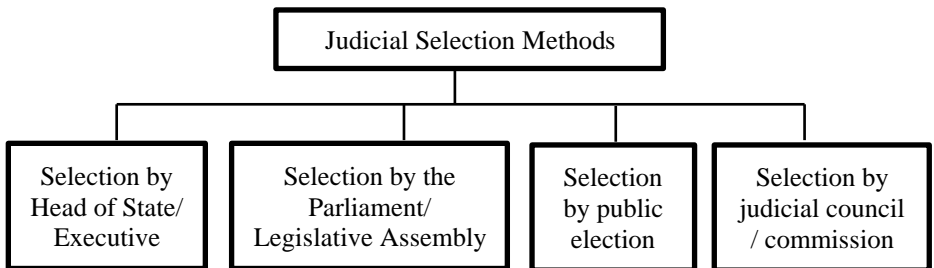 Judicial Selection Methods
Selection by
Head of State/
Executive
Selection by the
Parliament/
Legislative Assembly
Selection
by public
election
Selection by
judicial council
/ commission